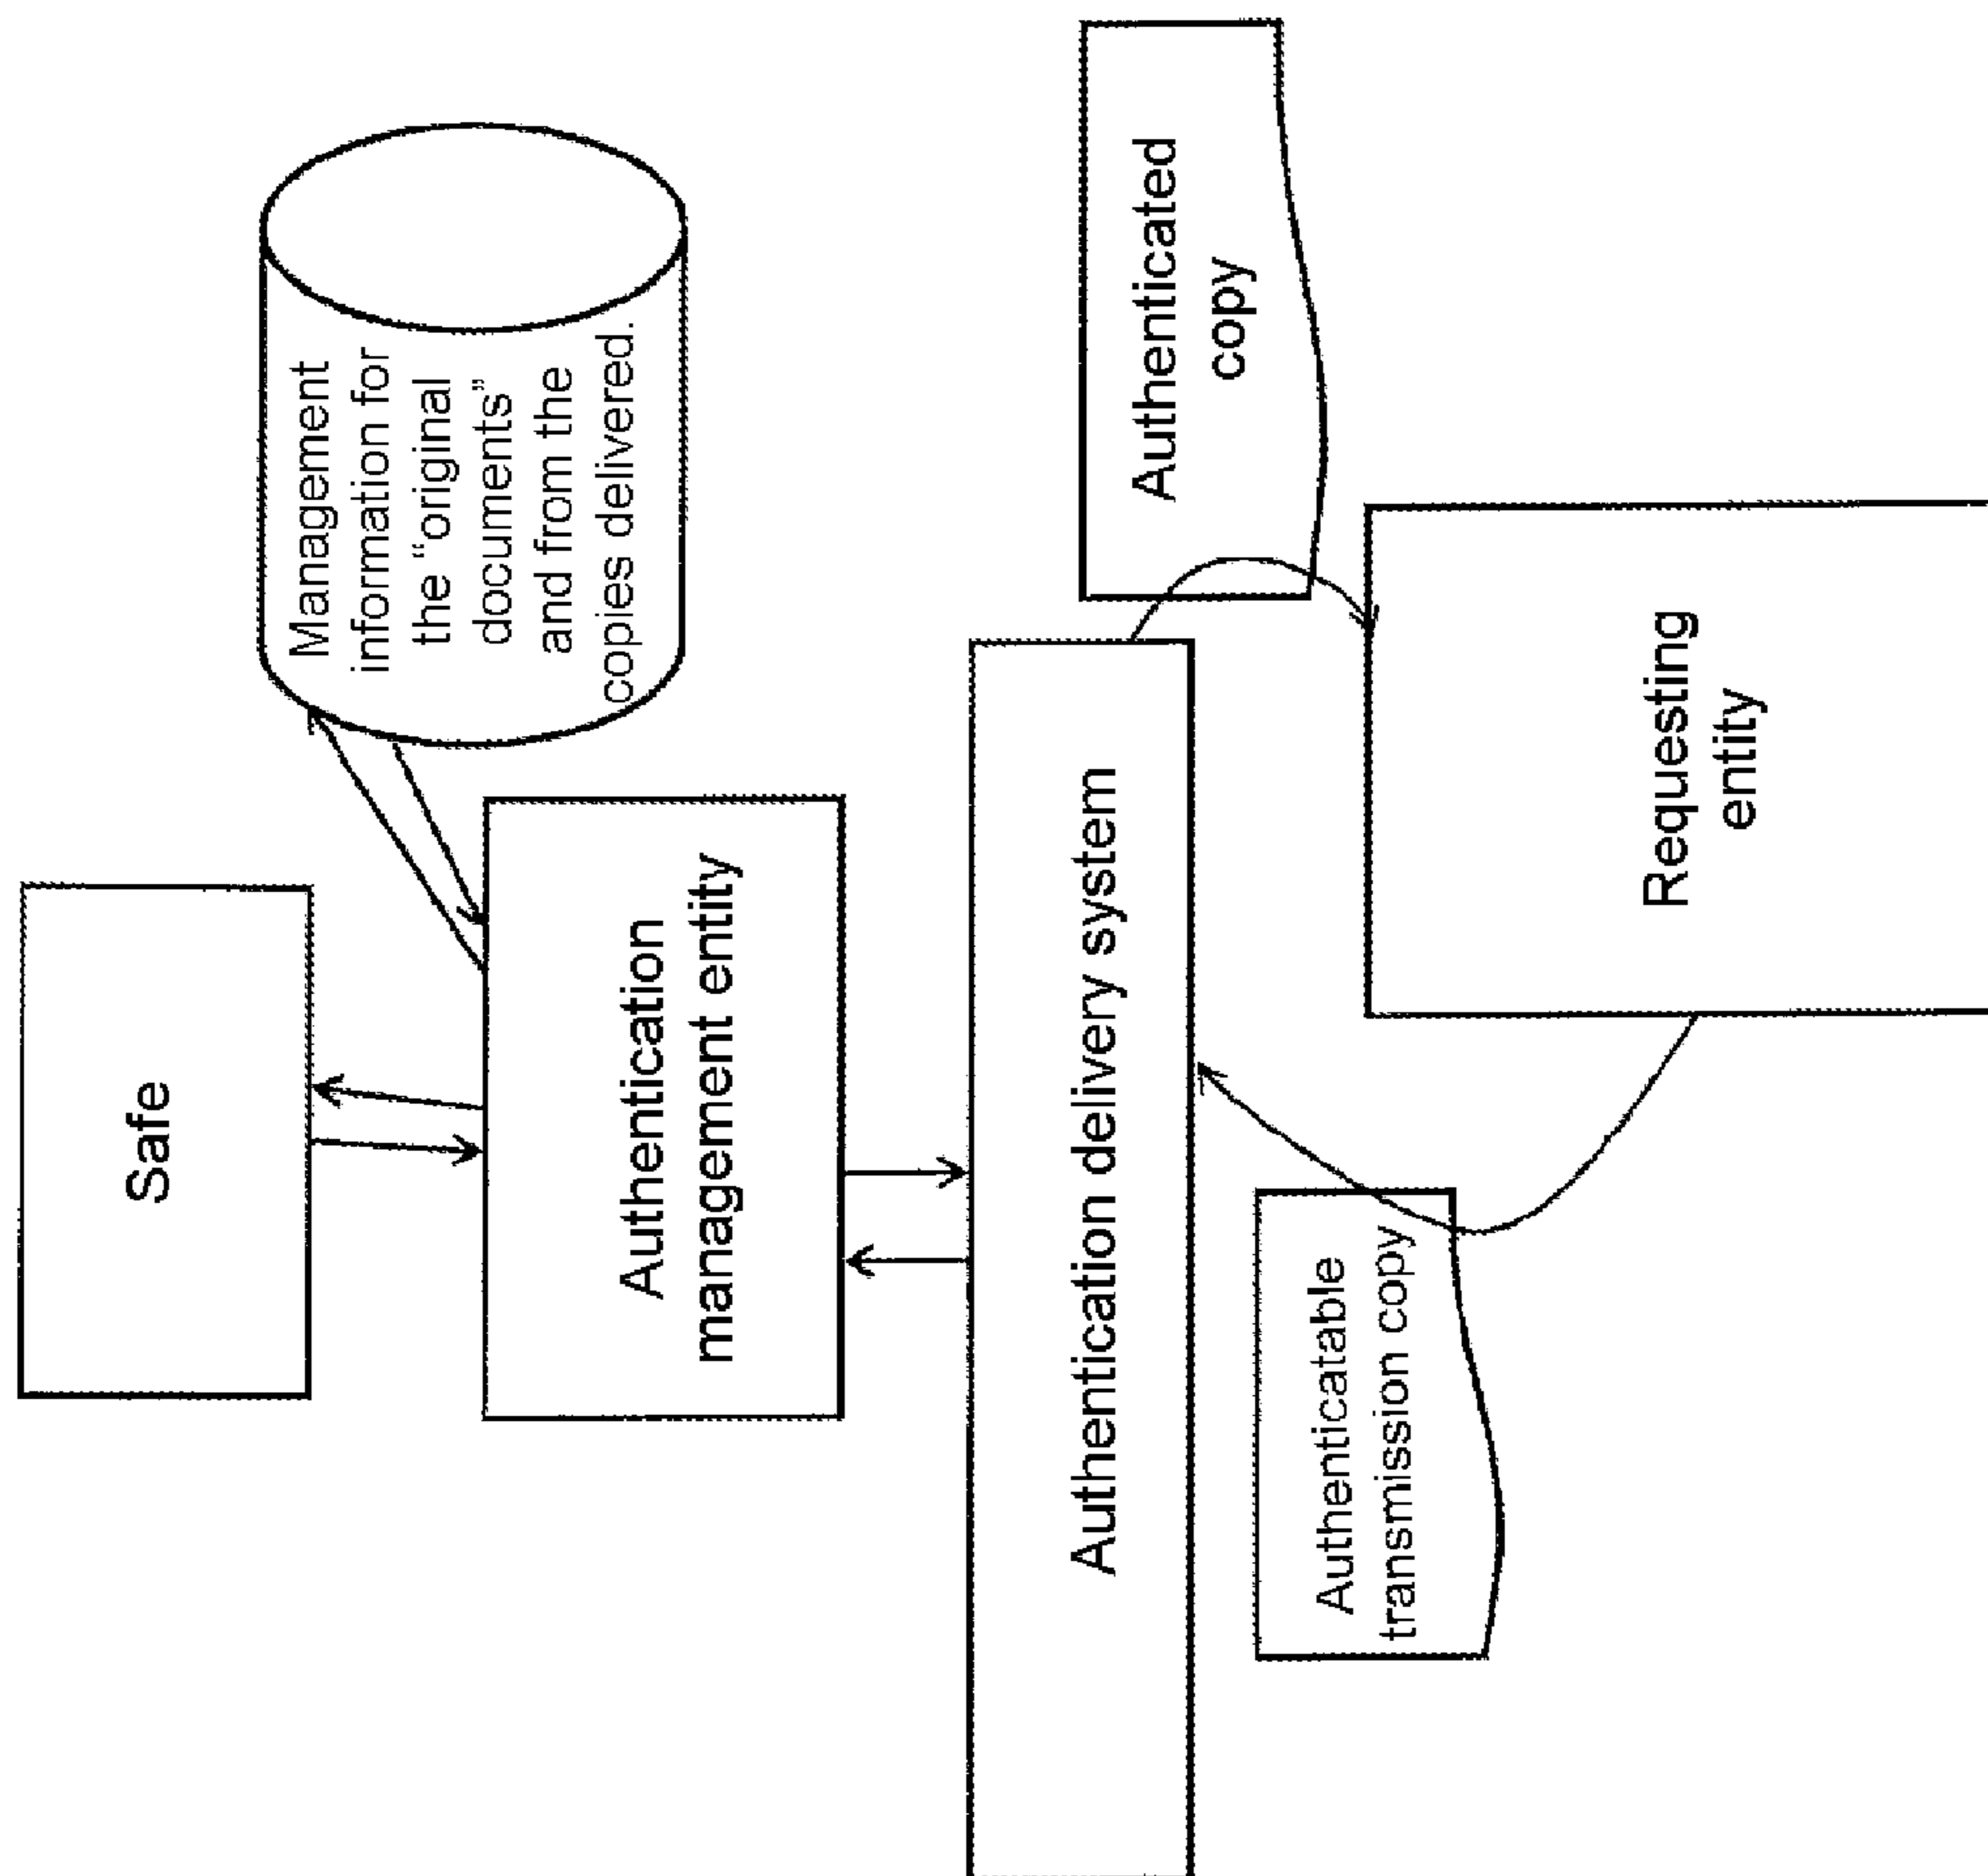 Safe
Management
information for
the “original
documents”
and from the
copies delivered.
Authentication
management entity
Authentication delivery system
Authenticated
copy
Authenticatable
transmission copy
Requesting
entity